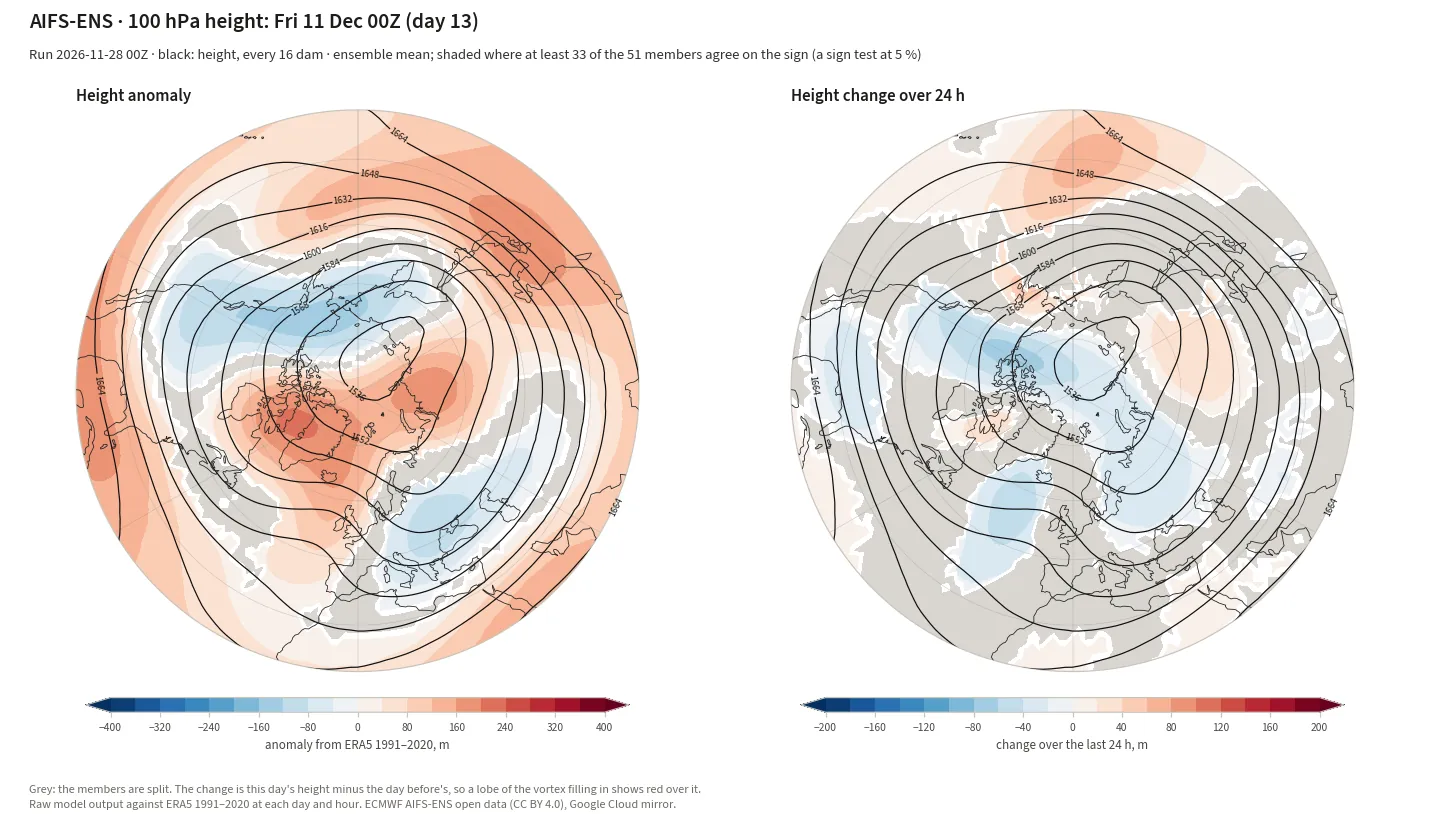 AIFS-ENS · 100 hPa height: Fri 11 Dec 00Z (day 13)
Run 2026-11-28 00Z · black: height, every 16 dam · ensemble mean; shaded where at least 33 of the 51 members agree on the sign (a sign test at 5 %)
Height anomaly
Height change over 24 h
1664
1648
1632
1616
1600
1584
1568
1536
1552
1664
1664
1664
1648
1632
1616
1600
1584
1568
1536
1552
1664
1664
−400 −320 −240 −160 −80 0 80 160 240 320 400
anomaly from ERA5 1991–2020, m
−200 −160 −120 −80 −40 0 40 80 120 160 200
change over the last 24 h, m
Grey: the members are split. The change is this day's height minus the day before's, so a lobe of the vortex filling in shows red over it.
Raw model output against ERA5 1991–2020 at each day and hour. ECMWF AIFS-ENS open data (CC BY 4.0), Google Cloud mirror.